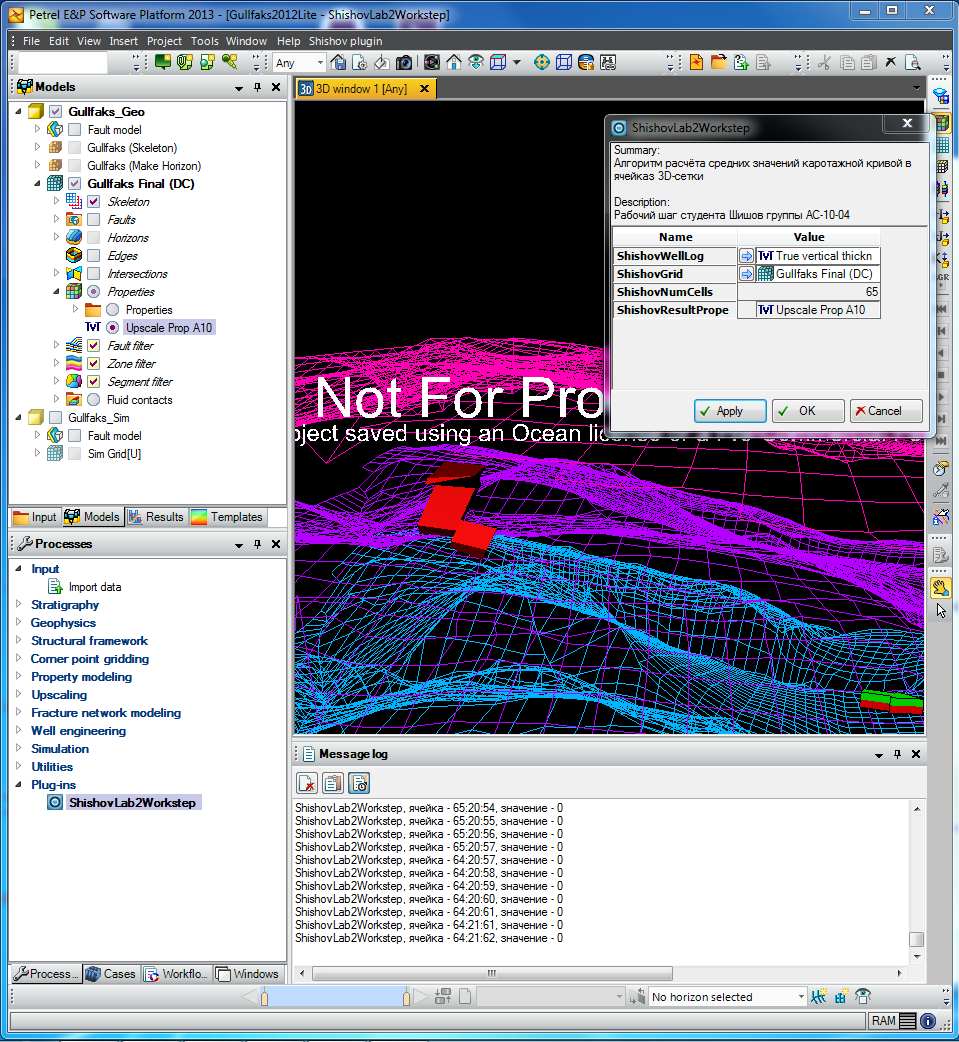 Petrel E&P Software Platform 2013 - [Gullfaks2012Lite - ShishovLab2Workstep]
File Edit View Insert Project Tools Window Help Shishov plugin
Any
Models
Gullfaks_Geo
Fault model
Gullfaks (Skeleton)
Gullfaks (Make Horizon)
Gullfaks Final (DC)
Skeleton
Faults
Horizons
Edges
Intersections
Properties
Properties
TVT Upscale Prop A10
Fault filter
Zone filter
Segment filter
Fluid contacts
Gullfaks_Sim
Fault model
Sim Grid[U]
Input Models Results Templates
Processes
Input
Import data
Stratigraphy
Geophysics
Structural framework
Corner point gridding
Property modeling
Upscaling
Fracture network modeling
Well engineering
Simulation
Utilities
Plug-ins
ShishovLab2Workstep
Process... Cases Workflo... Windows
3D 3D window 1 [Any]
ShishovLab2Workstep
Summary:
Алгоритм расчёта средних значений каротажной кривой в
ячейказ 3D-сетки
Description:
Рабочий шаг студента Шишов группы АС-10-04
Name Value
ShishovWellLog TVT True vertical thickn
ShishovGrid Gullfaks Final (DC)
ShishovNumCells 65
ShishovResultPrope TVT Upscale Prop A10
Apply OK Cancel
Not For Pro
oject saved using an Ocean
Message log
ShishovLab2Workstep, ячейка - 65:20:54, значение - 0
ShishovLab2Workstep, ячейка - 65:20:55, значение - 0
ShishovLab2Workstep, ячейка - 65:20:56, значение - 0
ShishovLab2Workstep, ячейка - 65:20:57, значение - 0
ShishovLab2Workstep, ячейка - 64:20:57, значение - 0
ShishovLab2Workstep, ячейка - 64:20:58, значение - 0
ShishovLab2Workstep, ячейка - 64:20:59, значение - 0
ShishovLab2Workstep, ячейка - 64:20:60, значение - 0
ShishovLab2Workstep, ячейка - 64:20:61, значение - 0
ShishovLab2Workstep, ячейка - 64:21:61, значение - 0
ShishovLab2Workstep, ячейка - 64:21:62, значение - 0
No horizon selected
RAM